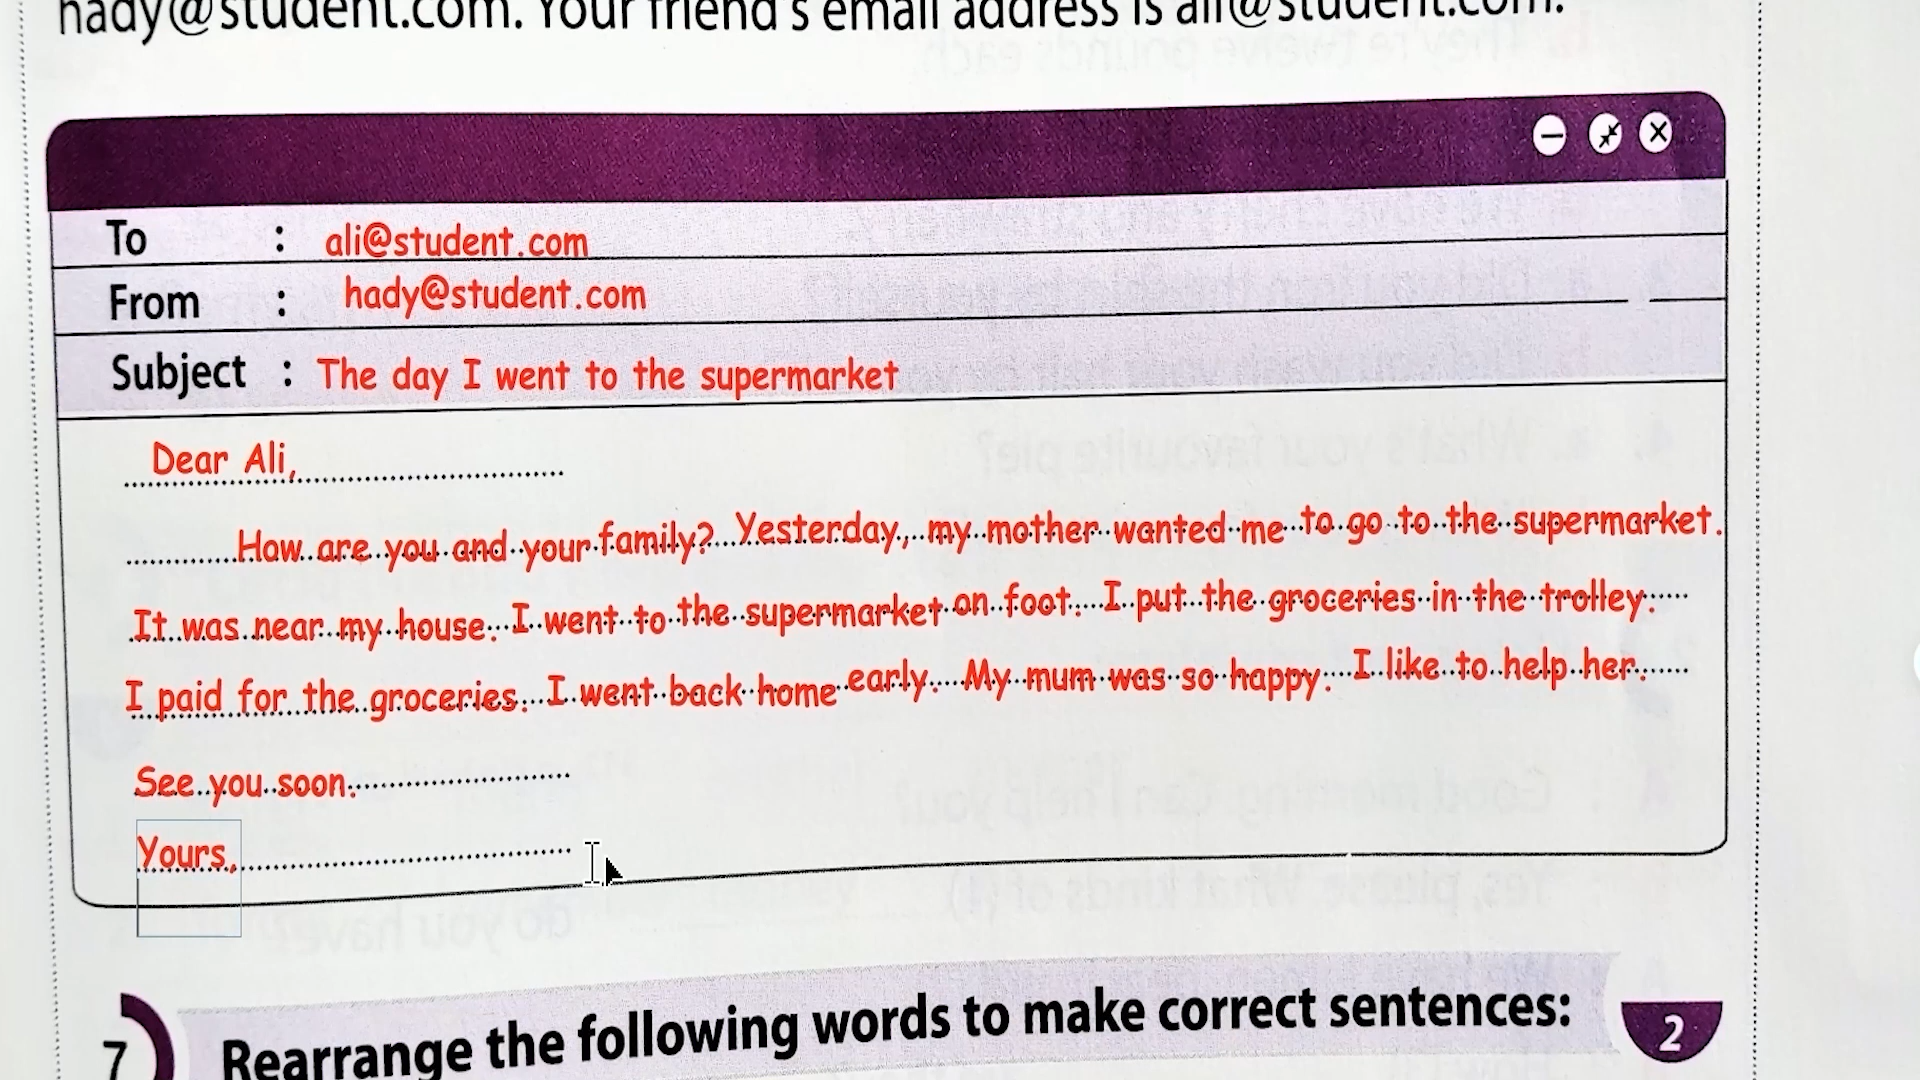 hady@student.com. Your friend's email address is ali@student.com.
To : ali@student.com
From : hady@student.com
Subject : The day I went to the supermarket
Dear Ali,
How are you and your family? Yesterday, my mother wanted me to go to the supermarket.
It was near my house. I went to the supermarket on foot. I put the groceries in the trolley.
I paid for the groceries. I went back home early. My mum was so happy. I like to help her.
See you soon.
Yours,
7 Rearrange the following words to make correct sentences: 2